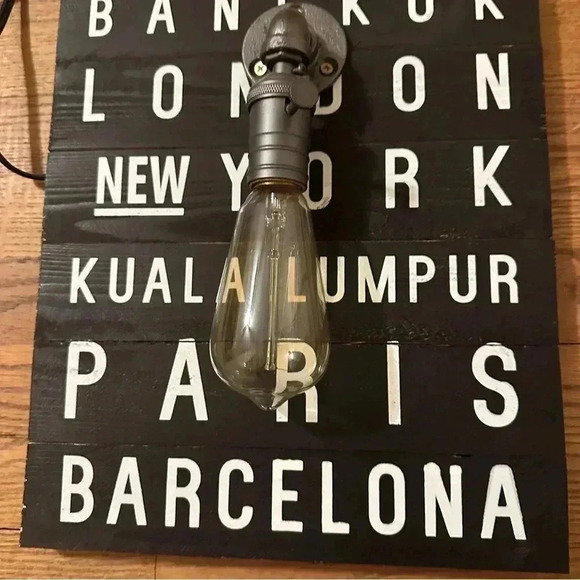 BANGKOK
LONDON
NEW YORK
KUALA LUMPUR
PARIS
BARCELONA